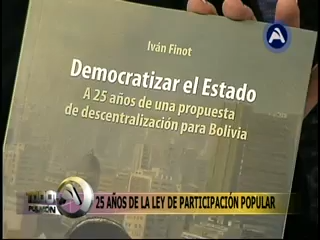 Iván Finot
Democratizar el Estado
A 25 años de una propuesta
de descentralización para Bolivia
A PULMÓN
25 AÑOS DE LA LEY DE PARTICIPACIÓN POPULAR